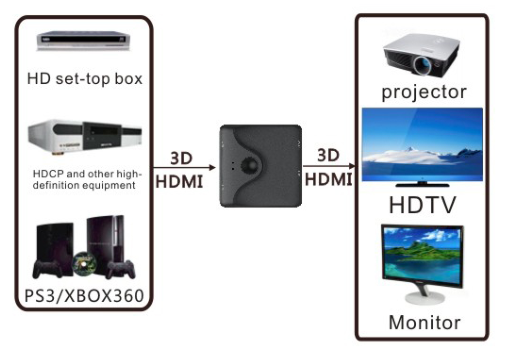 HD set-top box
HDCP and other high-
definition equipment
PS3/XBOX360
3D
HDMI
3D
HDMI
projector
HDTV
Monitor